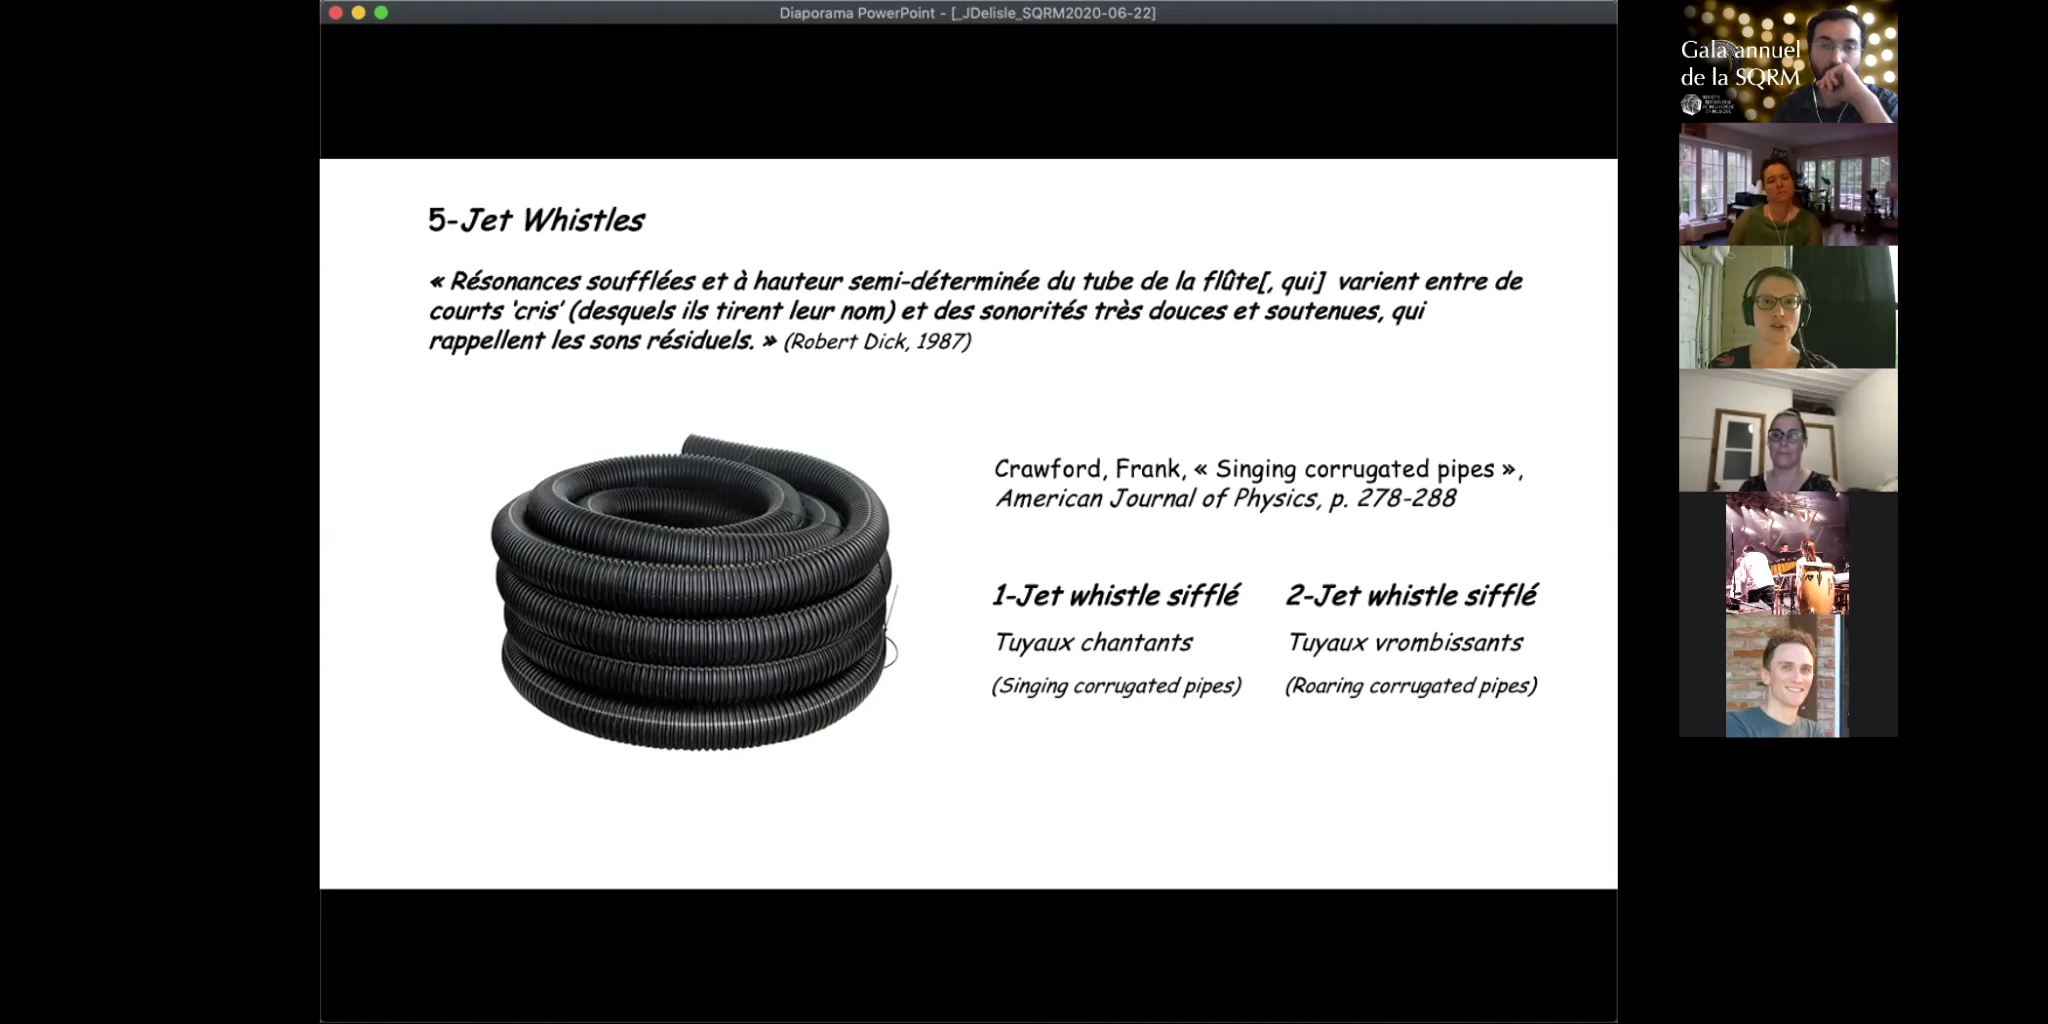 Diaporama PowerPoint - [_JDelisle_SQRM2020-06-22]
5-Jet Whistles
« Résonances soufflées et à hauteur semi-déterminée du tube de la flûte[, qui] varient entre de
courts 'cris' (desquels ils tirent leur nom) et des sonorités très douces et soutenues, qui
rappellent les sons résiduels. » (Robert Dick, 1987)
Crawford, Frank, « Singing corrugated pipes »,
American Journal of Physics, p. 278-288
1-Jet whistle sifflé
Tuyaux chantants
(Singing corrugated pipes)
2-Jet whistle sifflé
Tuyaux vrombissants
(Roaring corrugated pipes)
Gala annuel
de la SQRM